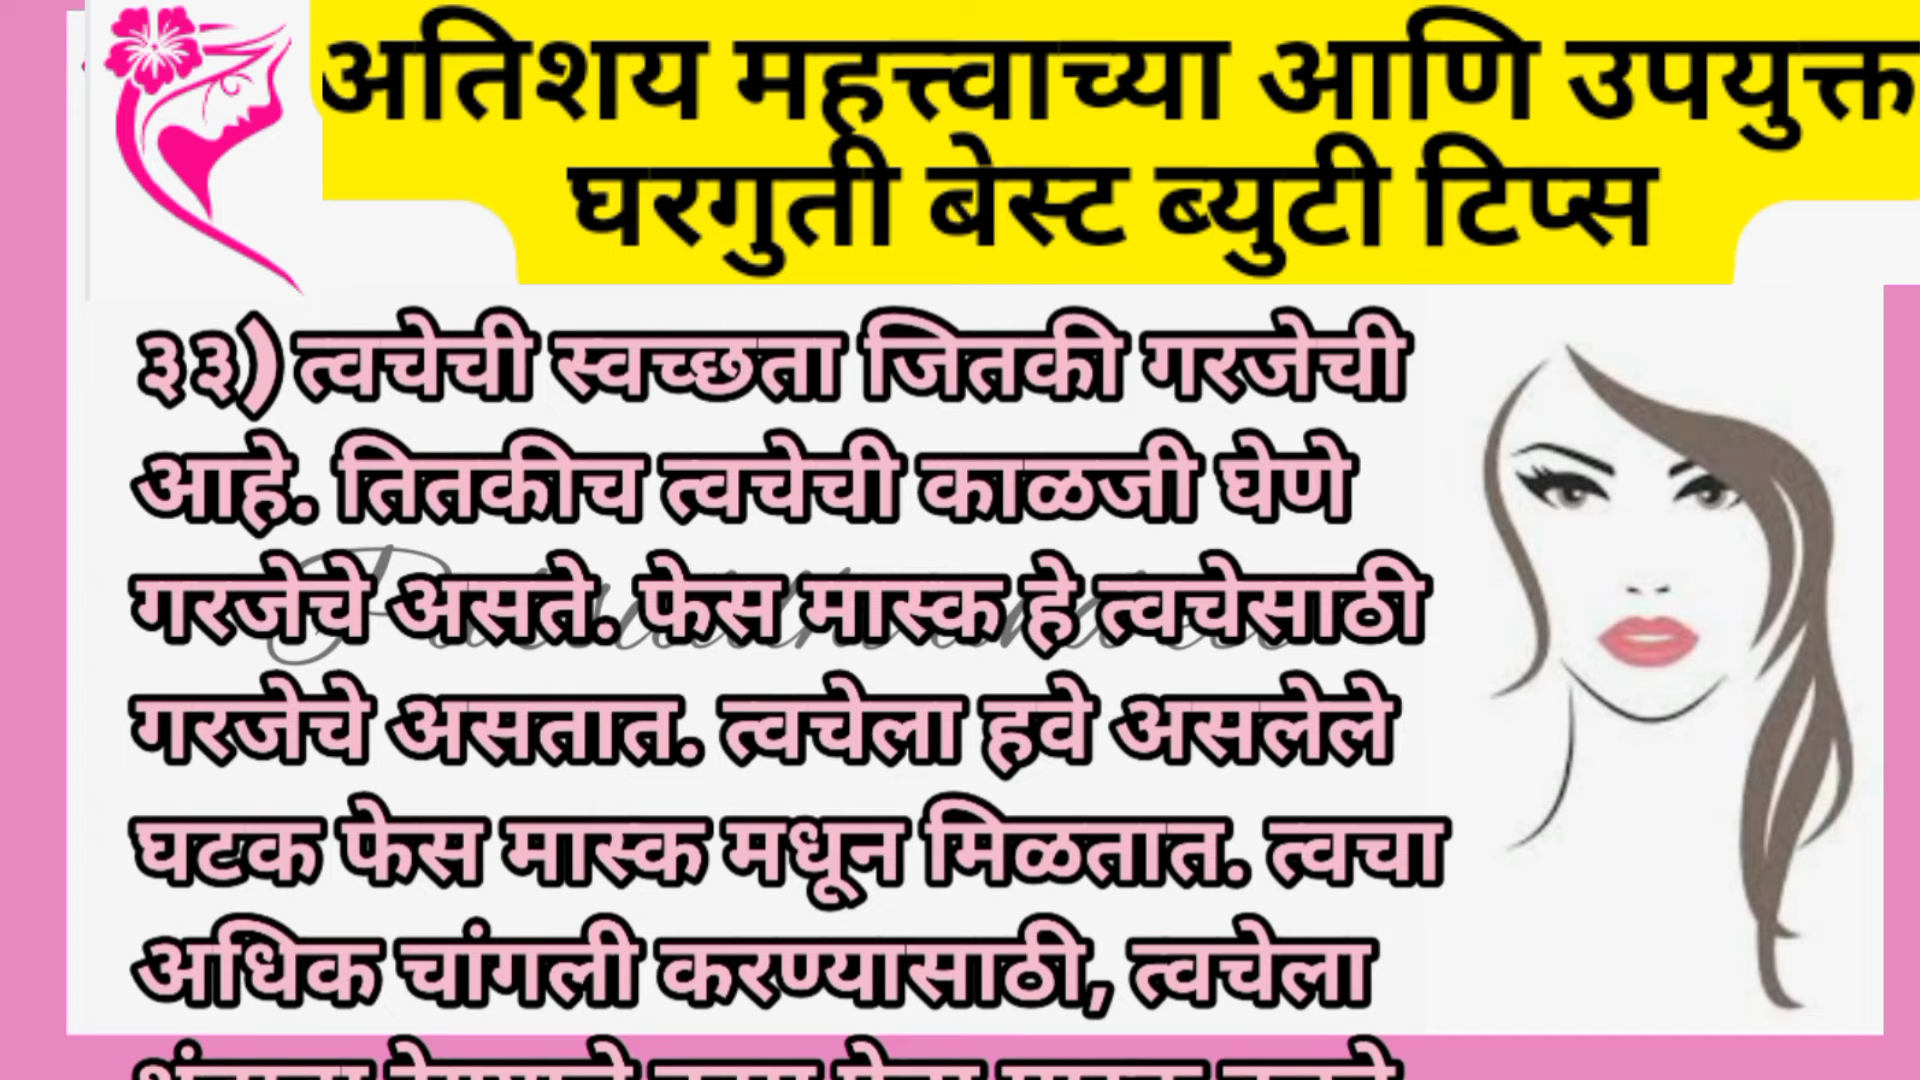 अतिशय महत्त्वाच्या आणि उपयुक्त
घरगुती बेस्ट ब्युटी टिप्स
३३) त्वचेची स्वच्छता जितकी गरजेची
आहे. तितकीच त्वचेची काळजी घेणे
गरजेचे असते. फेस मास्क हे त्वचेसाठी
गरजेचे असतात. त्वचेला हवे असलेले
घटक फेस मास्क मधून मिळतात. त्वचा
अधिक चांगली करण्यासाठी, त्वचेला